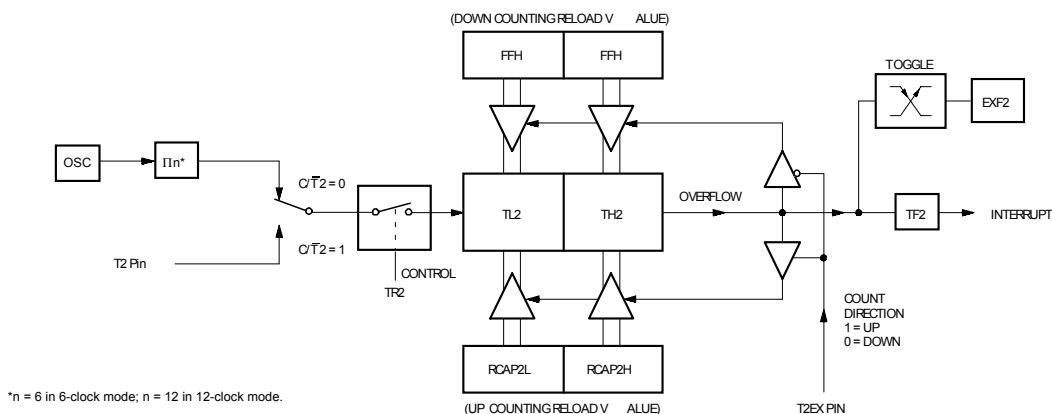 (DOWN COUNTING RELOAD V ALUE)
FFH FFH
TOGGLE
EXF2
OSC
Πn*
C/T̅2 = 0
TL2 TH2
OVERFLOW
TF2
INTERRUPT
C/T̅2 = 1
T2 Pin
CONTROL
TR2
COUNT
DIRECTION
1 = UP
0 = DOWN
RCAP2L RCAP2H
*n = 6 in 6-clock mode; n = 12 in 12-clock mode.
(UP COUNTING RELOAD V ALUE)
T2EX PIN